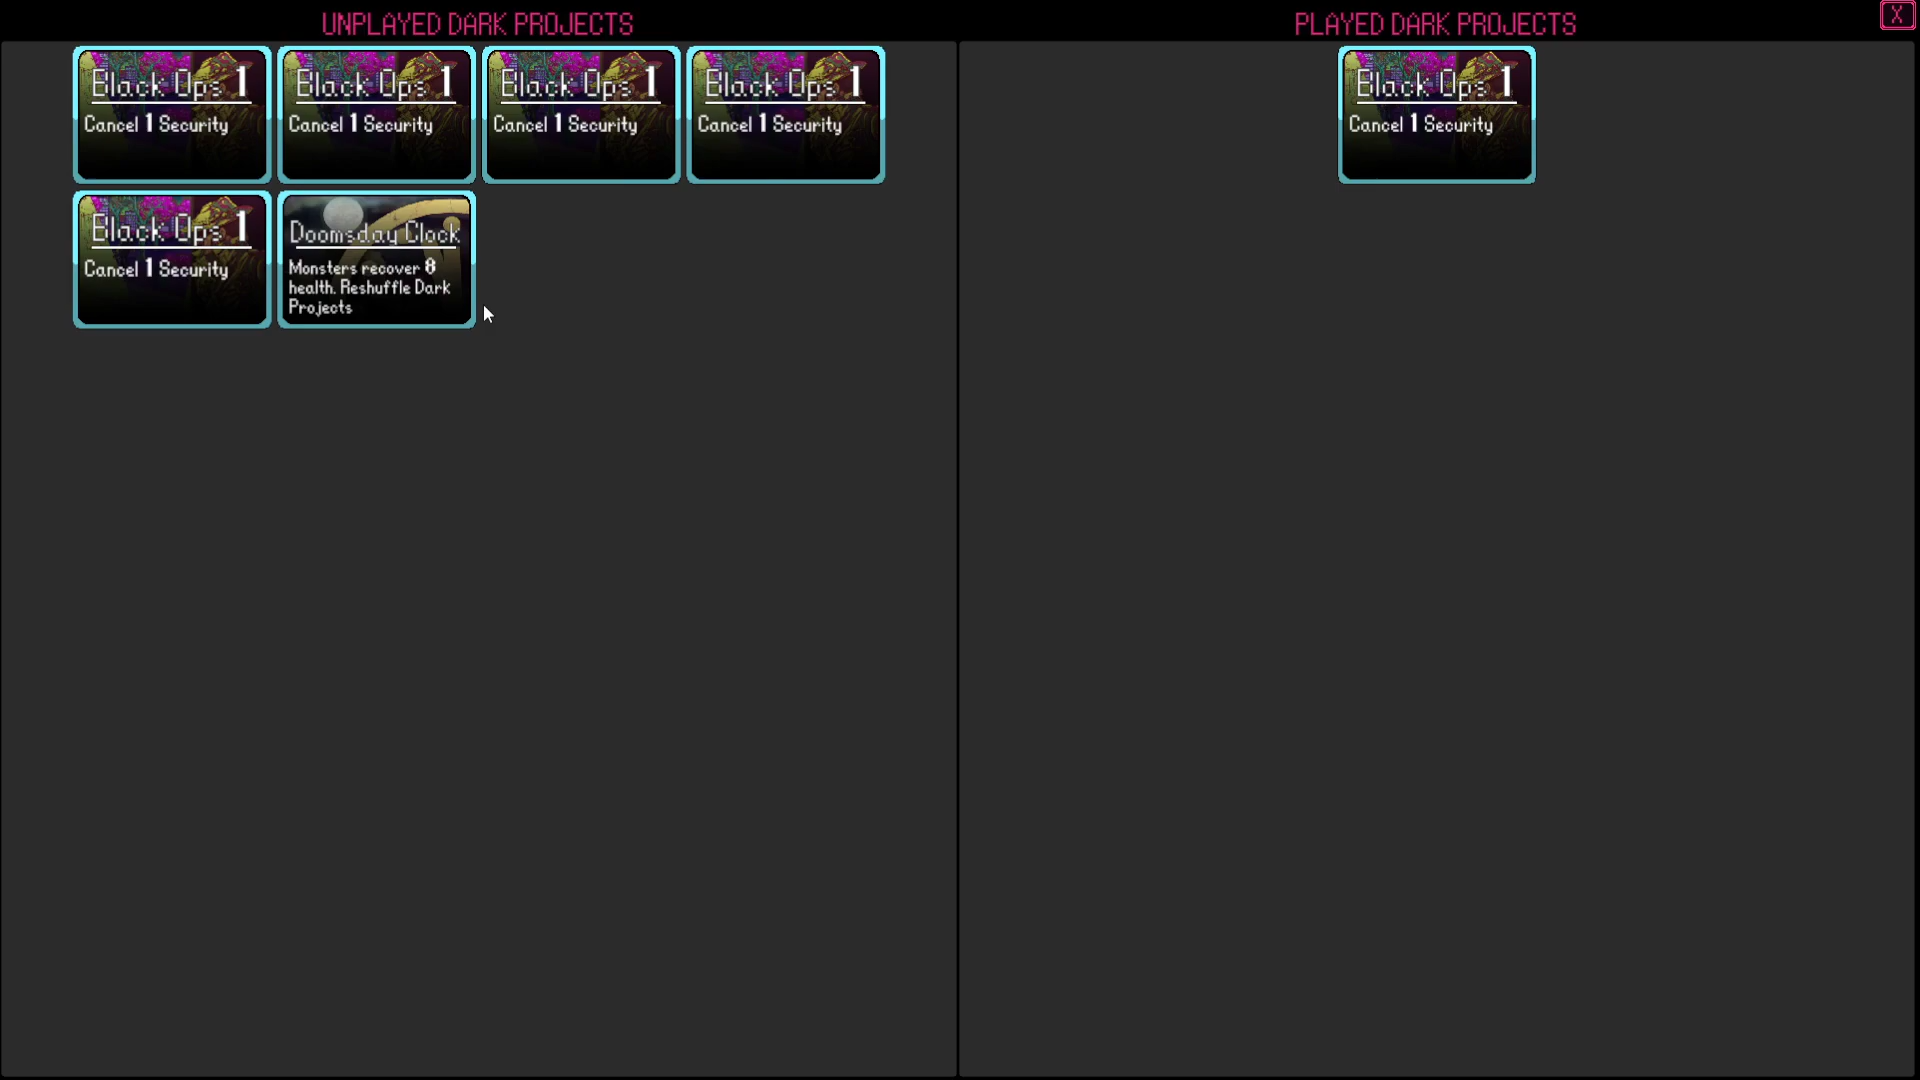 UNPLAYED DARK PROJECTS
PLAYED DARK PROJECTS
X
Black Ops 1
Cancel 1 Security
Black Ops 1
Cancel 1 Security
Black Ops 1
Cancel 1 Security
Black Ops 1
Cancel 1 Security
Black Ops 1
Cancel 1 Security
Doomsday Clock
Monsters recover 8
health. Reshuffle Dark
Projects
Black Ops 1
Cancel 1 Security